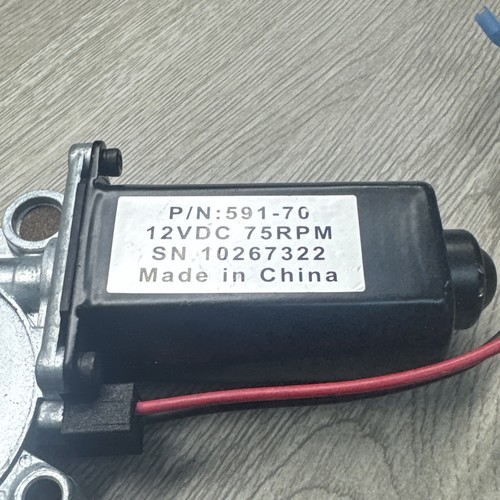 P/N:591-70
12VDC 75RPM
SN.10267322
Made in China